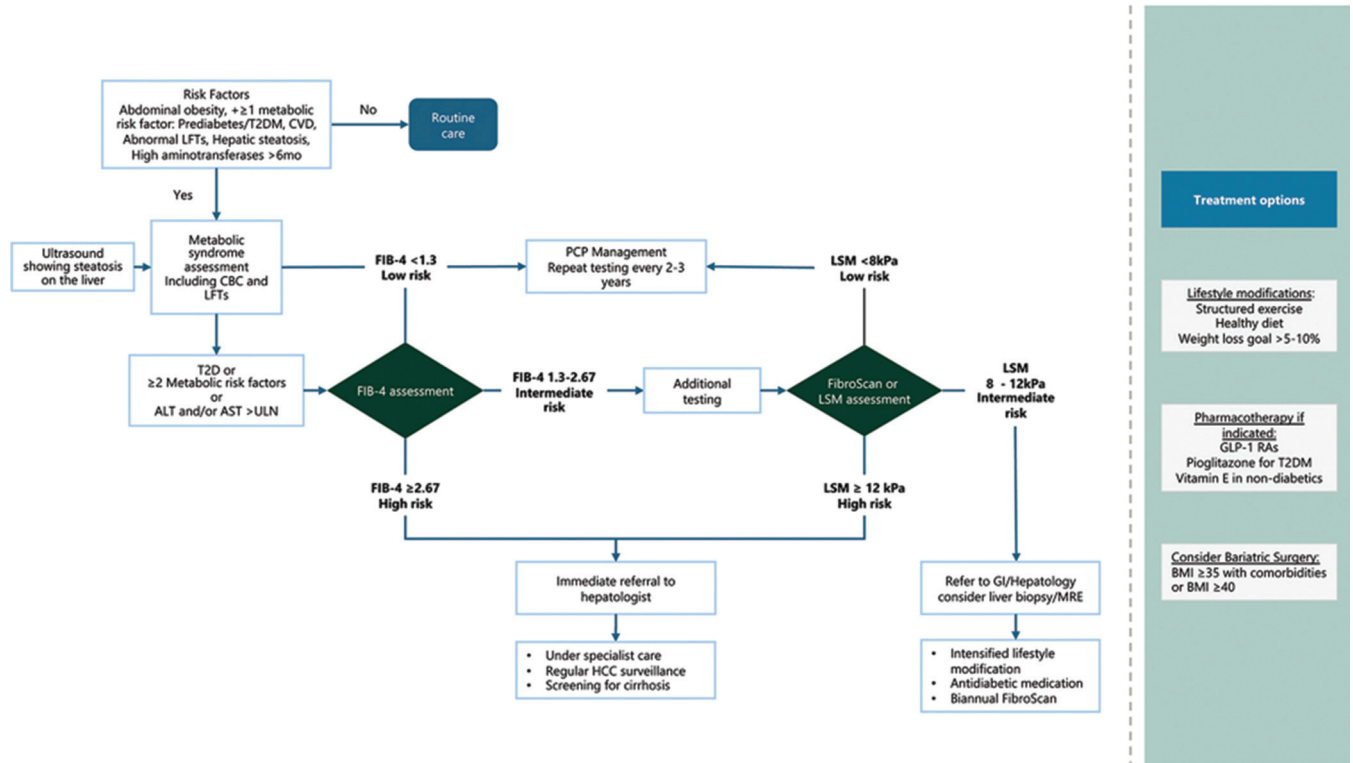 Risk Factors
Abdominal obesity, +≥1 metabolic
risk factor: Prediabetes/T2DM, CVD,
Abnormal LFTs, Hepatic steatosis,
High aminotransferases >6mo
No
Routine
care
Yes
Ultrasound
showing steatosis
on the liver
Metabolic
syndrome
assessment
Including CBC and
LFTs
FIB-4 <1.3
Low risk
PCP Management
Repeat testing every 2-3
years
LSM <8kPa
Low risk
T2D or
≥2 Metabolic risk factors
or
ALT and/or AST >ULN
FIB-4 assessment
FIB-4 1.3-2.67
Intermediate
risk
Additional
testing
FibroScan or
LSM assessment
LSM
8 - 12kPa
Intermediate
risk
FIB-4 ≥2.67
High risk
LSM ≥ 12 kPa
High risk
Immediate referral to
hepatologist
Refer to GI/Hepatology
consider liver biopsy/MRE
• Under specialist care
• Regular HCC surveillance
• Screening for cirrhosis
• Intensified lifestyle
modification
• Antidiabetic medication
• Biannual FibroScan
Treatment options
Lifestyle modifications:
Structured exercise
Healthy diet
Weight loss goal >5-10%
Pharmacotherapy if
indicated:
GLP-1 RAs
Pioglitazone for T2DM
Vitamin E in non-diabetics
Consider Bariatric Surgery:
BMI ≥35 with comorbidities
or BMI ≥40